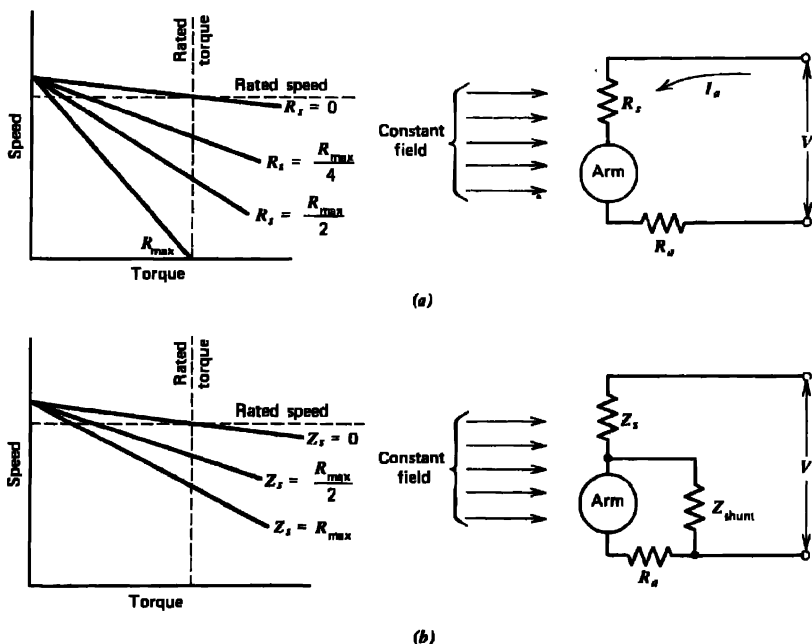 Rated
torque
Rated speed
R_s = 0
Speed
R_s = R_max/4
R_s = R_max/2
R_max
Torque
Constant
field
R_s
I_a
Arm
V
R_a
(a)
Rated
torque
Rated speed
Z_s = 0
Speed
Z_s = R_max/2
Z_s = R_max
Torque
Constant
field
Z_s
Arm
Z_shunt
V
R_a
(b)